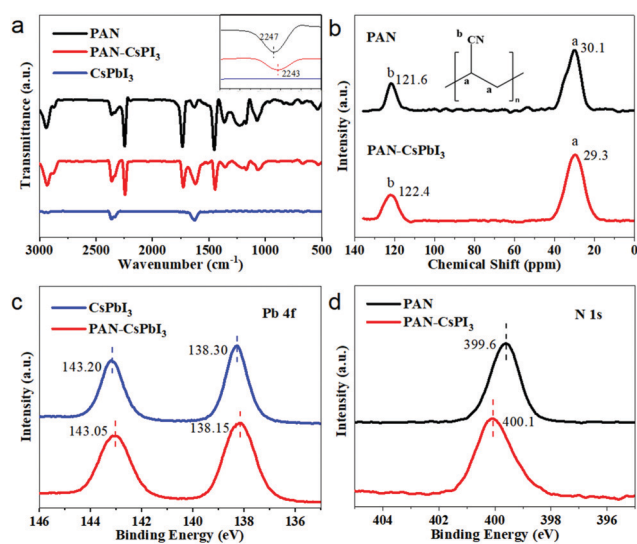 a
PAN
PAN-CsPI₃
CsPbI₃
2247
2243
Transmittance (a.u.)
3000 2500 2000 1500 1000 500
Wavenumber (cm⁻¹)
b
PAN
b
CN
a
a
n
a
30.1
b
121.6
PAN-CsPbI₃
a
29.3
b
122.4
Intensity (a.u.)
140 120 100 80 60 40 20 0
Chemical Shift (ppm)
c
CsPbI₃
PAN-CsPbI₃
Pb 4f
143.20
138.30
143.05
138.15
Intensity (a.u.)
146 144 142 140 138 136
Binding Energy (eV)
d
PAN
PAN-CsPI₃
N 1s
399.6
400.1
Intensity (a.u.)
404 402 400 398 396
Binding Energy (eV)